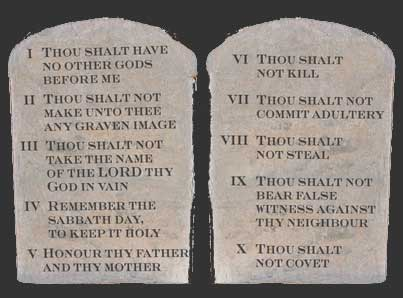 I Thou shalt have
no other gods
before me
II Thou shalt not
make unto thee
any graven image
III Thou shalt not
take the name
of the LORD thy
God in vain
IV Remember the
Sabbath day,
to keep it holy
V Honour thy father
and thy mother
VI Thou shalt
not kill
VII Thou shalt not
commit adultery
VIII Thou shalt
not steal
IX Thou shalt not
bear false
witness against
thy neighbour
X Thou shalt
not covet